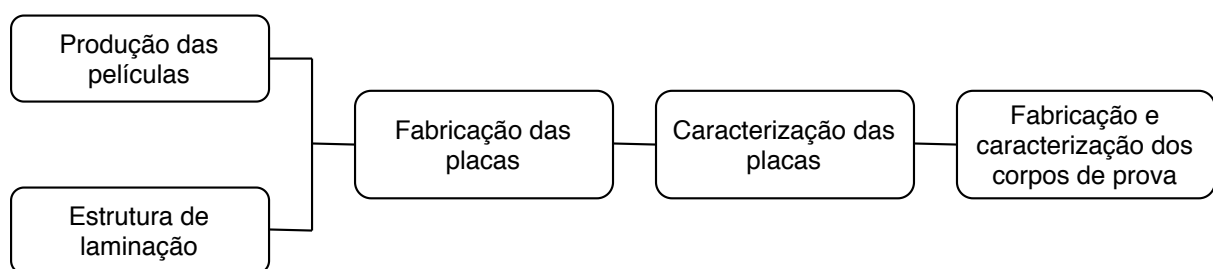 Produção das
películas
Estrutura de
laminação
Fabricação das
placas
Caracterização das
placas
Fabricação e
caracterização dos
corpos de prova